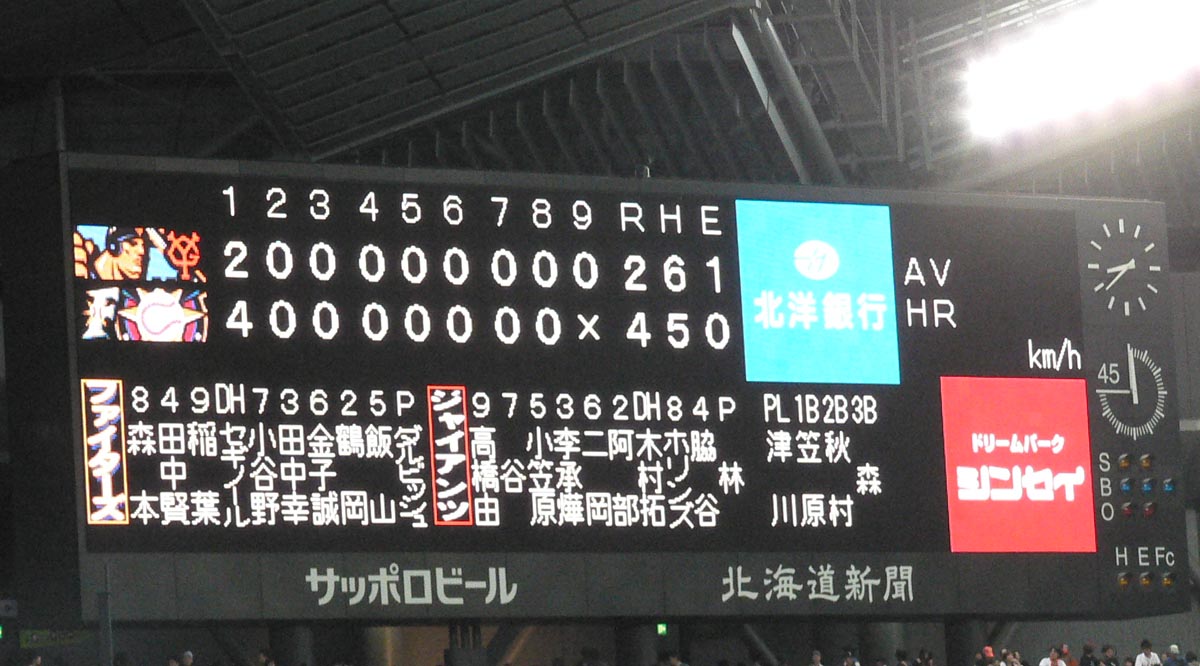 1 2 3 4 5 6 7 8 9 R H E
YG 2 0 0 0 0 0 0 0 0 2 6 1
F 4 0 0 0 0 0 0 0 × 4 5 0
北洋銀行
AV
HR
km/h
ファイターズ
8 4 9 DH 7 3 6 2 5 P
森本
田中賢
稲葉
セギノール
小谷野
田中幸
金子誠
鶴岡
飯山
ダルビッシュ
ジャイアンツ
9 7 5 3 6 2 DH 8 4 P
高橋由
谷
小笠原
李承燁
二岡
阿部
木村拓
ホリンズ
脇谷
林
PL 1B 2B 3B
津川
笠原
秋村
森
ドリームパーク
シンセイ
45
S
B
O
H E Fc
サッポロビール
北海道新聞